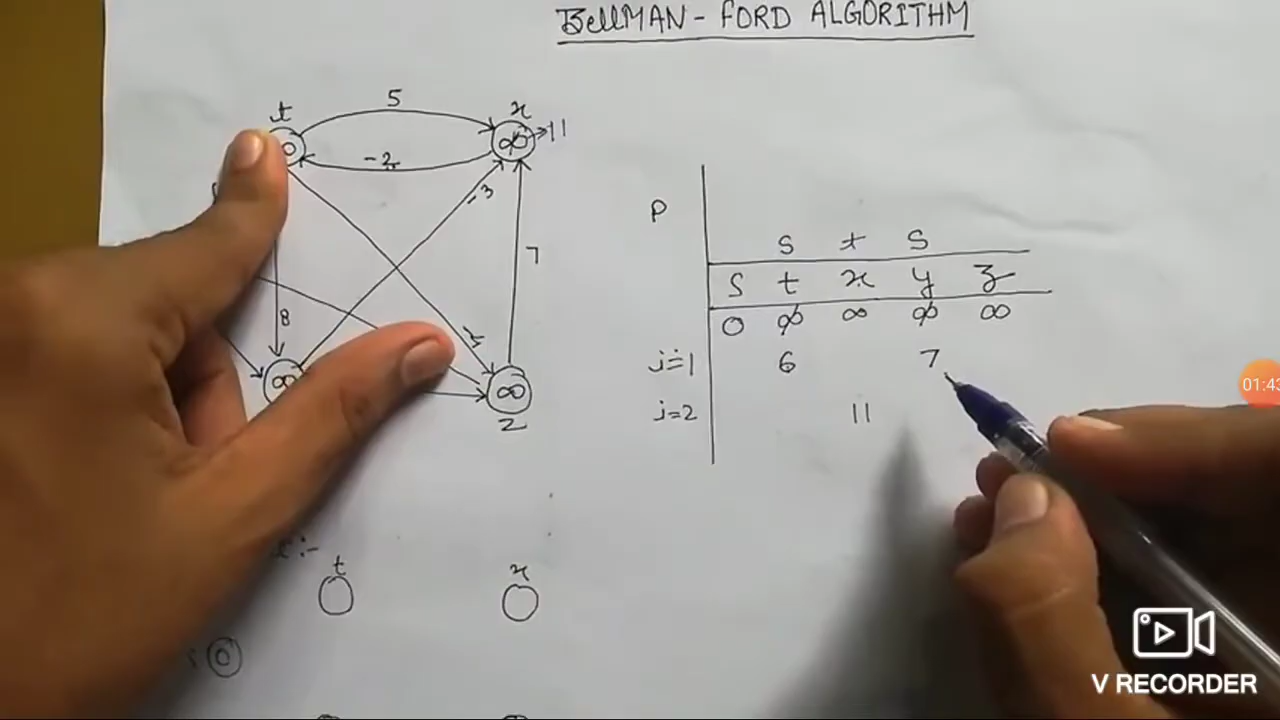 BellMAN - FORD ALGORITHM
t 5 x
∞ → 11
-2
-3
7
8
∞ ∞
z
P
s t s
s t x y z
0 ∞ ∞ ∞ ∞
i=1 6 7
i=2 11
01:43
t x
0
V RECORDER